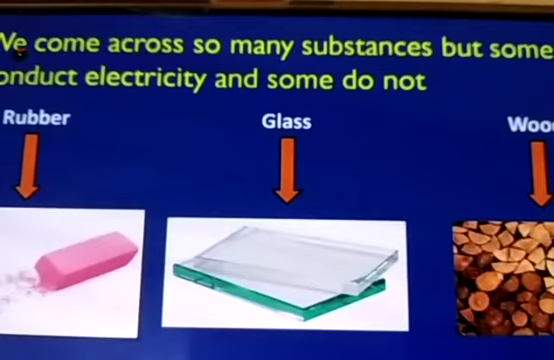 We come across so many substances but some
onduct electricity and some do not
Rubber
Glass
Woo